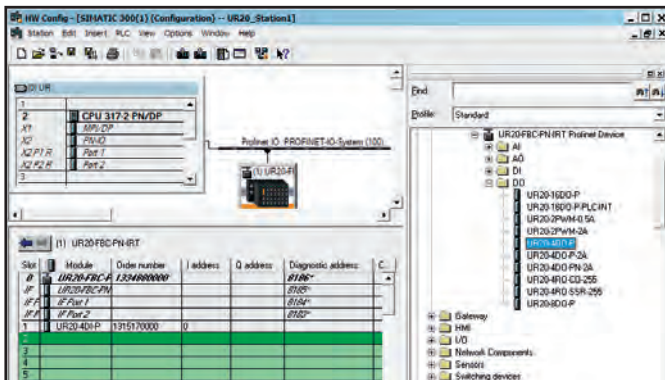 HW Config - [SIMATIC 300(1) (Configuration) -- UR20_Station1]
Station Edit Insert PLC View Options Window Help
(0) UR
1
2 CPU 317-2 PN/DP
X1 MPI/DP
X2 PN-IO
X2 P1 R Port 1
X2 P2 R Port 2
3
Profinet IO: PROFINET-IO-System (100)
(1) UR20-F
Find:
Profile: Standard
UR20-FBC-PN-IRT Profinet Device
AI
AO
DI
DO
UR20-16DO-P
UR20-16DO-P-PLC-INT
UR20-2PWM-0.5A
UR20-2PWM-2A
UR20-4DO-P
UR20-4DO-P-2A
UR20-4DO-PN-2A
UR20-4RO-CO-255
UR20-4RO-SSR-255
UR20-8DO-P
Gateway
HMI
I/O
Network Components
Sensors
Switching devices
(1) UR20-FBC-PN-IRT
Slot Module Order number I address Q address Diagnostic address: C...
0 UR20-FBC-P 1334880000 8186*
IF UR20-FBC-PN-IRT 8185*
IF P IF Port 1 8184*
IF P IF Port 2 8183*
1 UR20-4DI-P 1315170000 0
2
3
4
5